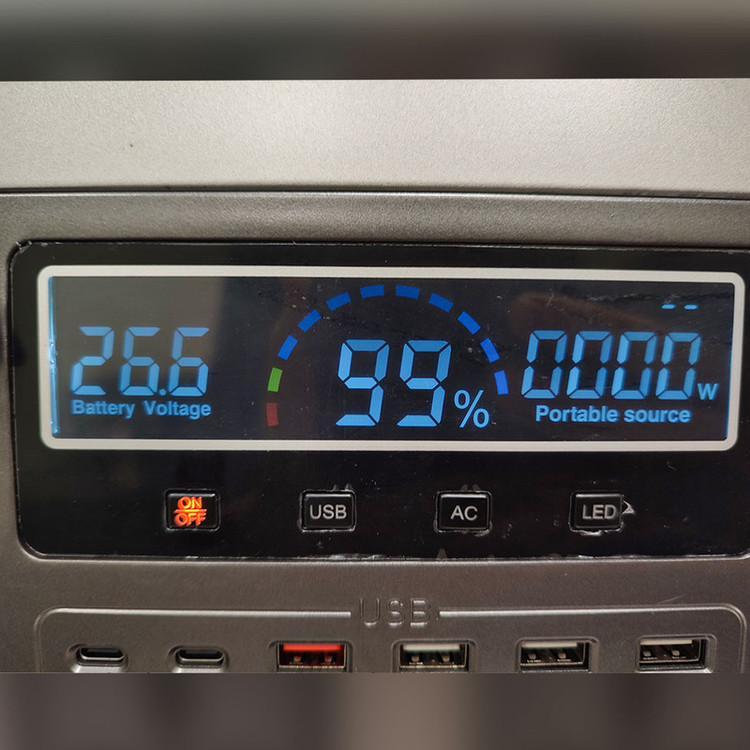 26.6
Battery Voltage
99%
0000W
Portable source
ON
OFF
USB
AC
LED
USB